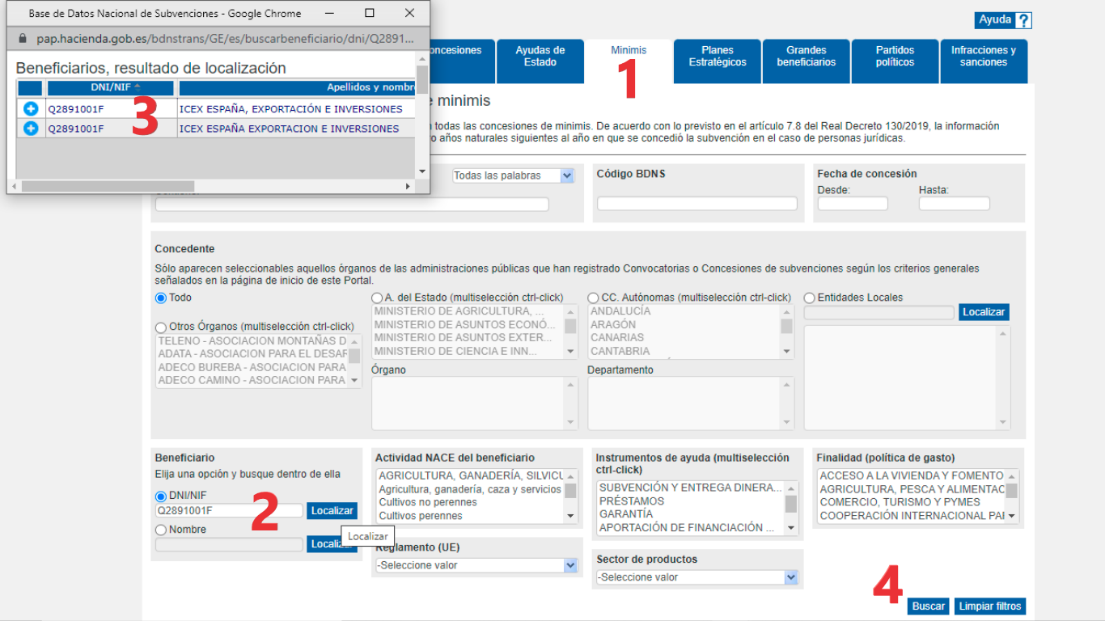 Base de Datos Nacional de Subvenciones - Google Chrome
pap.hacienda.gob.es/bdnstrans/GE/es/buscarbeneficiario/dni/Q2891...
Beneficiarios, resultado de localización
DNI/NIF
Apellidos y nombre
Q2891001F ICEX ESPAÑA, EXPORTACIÓN E INVERSIONES
Q2891001F ICEX ESPAÑA EXPORTACION E INVERSIONES
3
Ayuda ?
oncesiones
Ayudas de
Estado
Minimis
1
Planes
Estratégicos
Grandes
beneficiarios
Partidos
políticos
Infracciones y
sanciones
e minimis
n todas las concesiones de minimis. De acuerdo con lo previsto en el artículo 7.8 del Real Decreto 130/2019, la información
o años naturales siguientes al año en que se concedió la subvención en el caso de personas jurídicas.
Todas las palabras
Código BDNS
Fecha de concesión
Desde:
Hasta:
Concedente
Sólo aparecen seleccionables aquellos órganos de las administraciones públicas que han registrado Convocatorias o Concesiones de subvenciones según los criterios generales
señalados en la página de inicio de este Portal.
Todo
Otros Órganos (multiselección ctrl-click)
TELENO - ASOCIACION MONTAÑAS D
ADATA - ASOCIACION PARA EL DESAR
ADECO BUREBA - ASOCIACION PARA
ADECO CAMINO - ASOCIACION PARA
A. del Estado (multiselección ctrl-click)
MINISTERIO DE AGRICULTURA, ...
MINISTERIO DE ASUNTOS ECONÓ...
MINISTERIO DE ASUNTOS EXTER...
MINISTERIO DE CIENCIA E INN...
Órgano
CC. Autónomas (multiselección ctrl-click)
ANDALUCÍA
ARAGÓN
CANARIAS
CANTABRIA
Departamento
Entidades Locales
Localizar
Beneficiario
Elija una opción y busque dentro de ella
DNI/NIF
Q2891001F
Localizar
2
Nombre
Localizar
Localizar
Actividad NACE del beneficiario
AGRICULTURA, GANADERÍA, SILVICU
Agricultura, ganadería, caza y servicios
Cultivos no perennes
Cultivos perennes
Reglamento (UE)
-Seleccione valor
Instrumentos de ayuda (multiselección
ctrl-click)
SUBVENCIÓN Y ENTREGA DINERA...
PRÉSTAMOS
GARANTÍA
APORTACIÓN DE FINANCIACIÓN ...
Sector de productos
-Seleccione valor
Finalidad (política de gasto)
ACCESO A LA VIVIENDA Y FOMENTO
AGRICULTURA, PESCA Y ALIMENTAC
COMERCIO, TURISMO Y PYMES
COOPERACIÓN INTERNACIONAL PAR
4
Buscar
Limpiar filtros